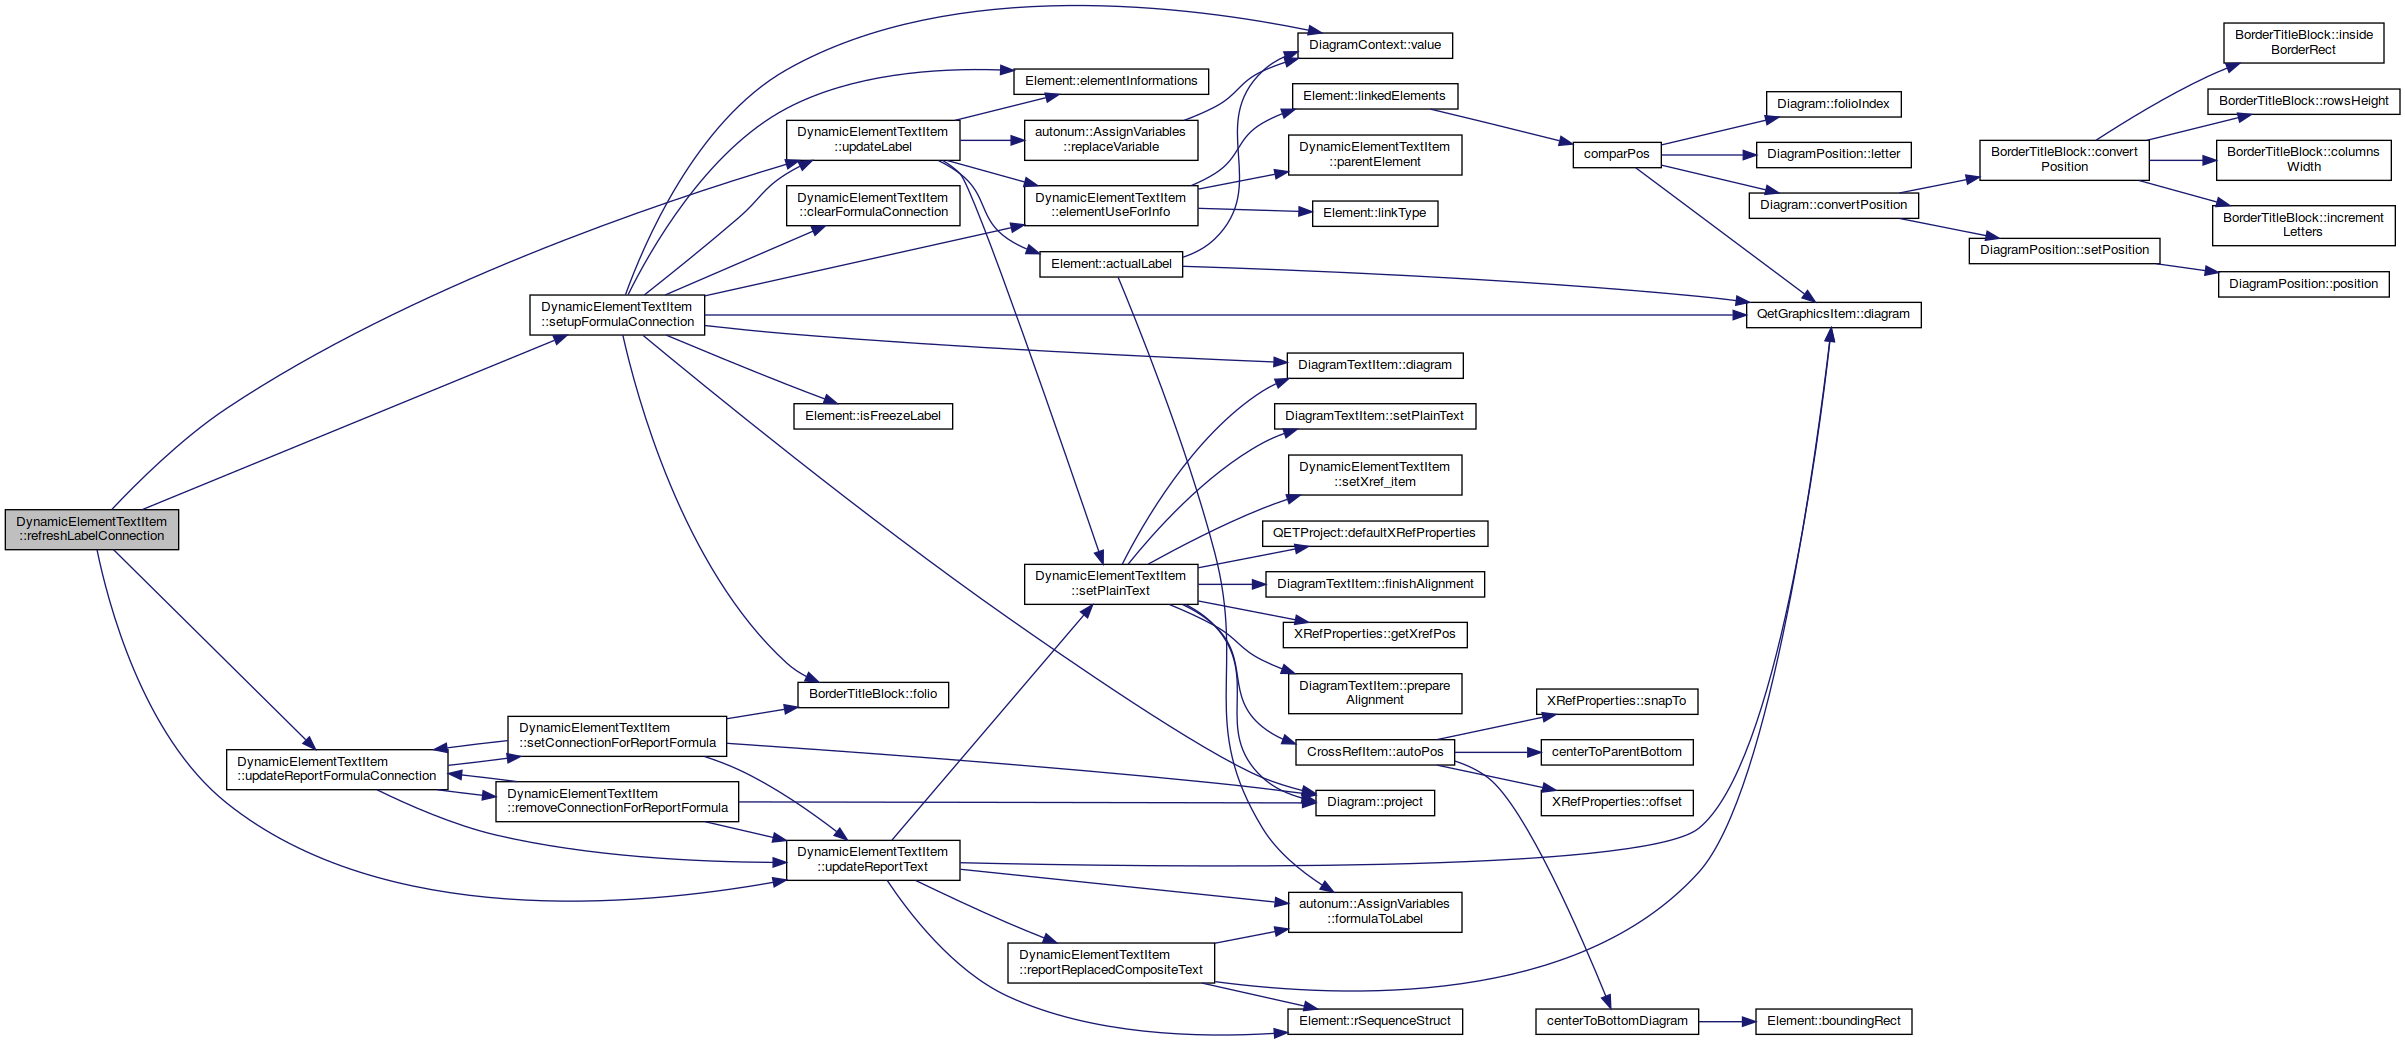 DynamicElementTextItem
::refreshLabelConnection
DynamicElementTextItem
::updateReportFormulaConnection
DynamicElementTextItem
::setupFormulaConnection
DynamicElementTextItem
::setConnectionForReportFormula
DynamicElementTextItem
::removeConnectionForReportFormula
DynamicElementTextItem
::updateLabel
DynamicElementTextItem
::clearFormulaConnection
Element::isFreezeLabel
BorderTitleBlock::folio
DynamicElementTextItem
::updateReportText
Element::elementInformations
autonum::AssignVariables
::replaceVariable
DynamicElementTextItem
::elementUseForInfo
Element::actualLabel
DynamicElementTextItem
::setPlainText
DynamicElementTextItem
::reportReplacedCompositeText
DiagramContext::value
Element::linkedElements
DynamicElementTextItem
::parentElement
Element::linkType
DiagramTextItem::diagram
DiagramTextItem::setPlainText
DynamicElementTextItem
::setXref_item
QETProject::defaultXRefProperties
DiagramTextItem::finishAlignment
XRefProperties::getXrefPos
DiagramTextItem::prepare
Alignment
CrossRefItem::autoPos
Diagram::project
autonum::AssignVariables
::formulaToLabel
Element::rSequenceStruct
comparPos
XRefProperties::snapTo
centerToParentBottom
XRefProperties::offset
centerToBottomDiagram
Diagram::folioIndex
DiagramPosition::letter
Diagram::convertPosition
QetGraphicsItem::diagram
Element::boundingRect
BorderTitleBlock::convert
Position
DiagramPosition::setPosition
BorderTitleBlock::inside
BorderRect
BorderTitleBlock::rowsHeight
BorderTitleBlock::columns
Width
BorderTitleBlock::increment
Letters
DiagramPosition::position